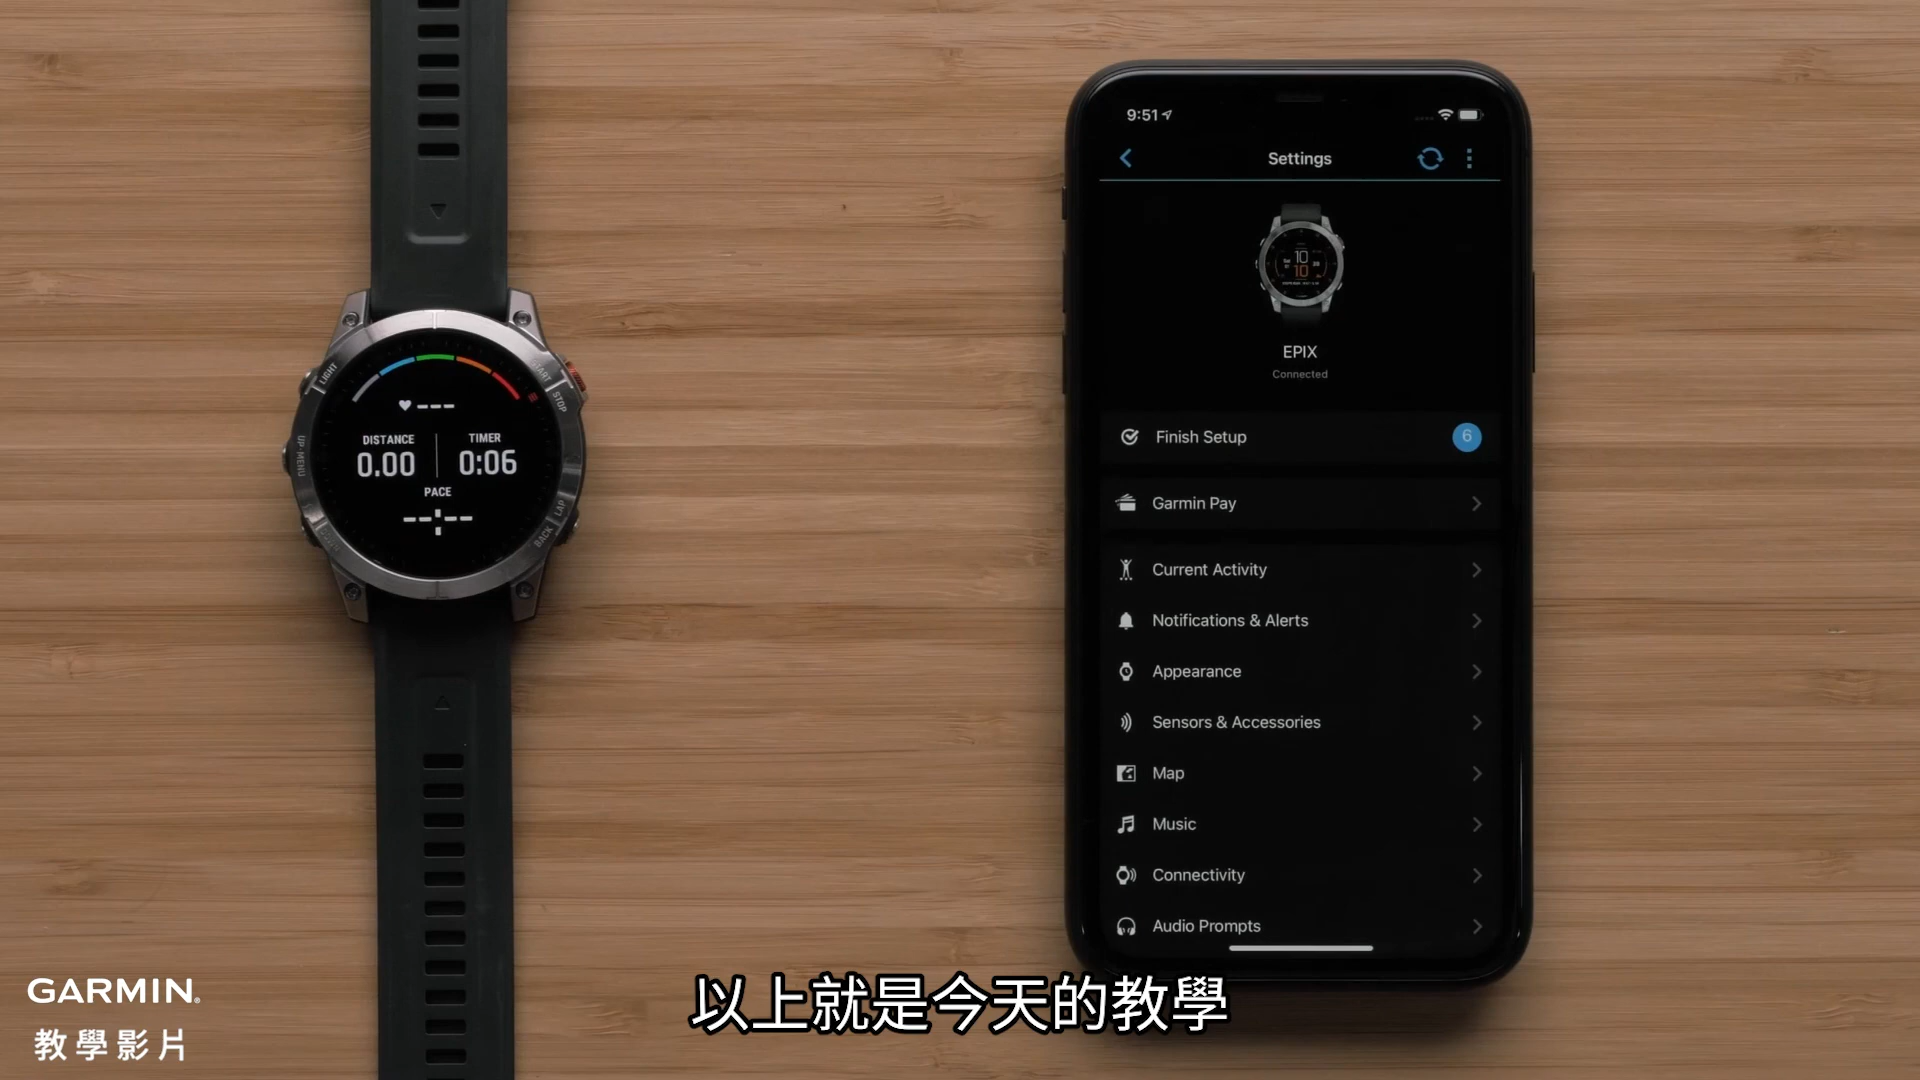 LIGHT
START
STOP
UP·MENU
DISTANCE
TIMER
0.00
0:06
PACE
LAP
BACK
9:51
Settings
10
10
EPIX
Connected
Finish Setup
6
Garmin Pay
Current Activity
Notifications & Alerts
Appearance
Sensors & Accessories
Map
Music
Connectivity
Audio Prompts
以上就是今天的教學
GARMIN®
教學影片